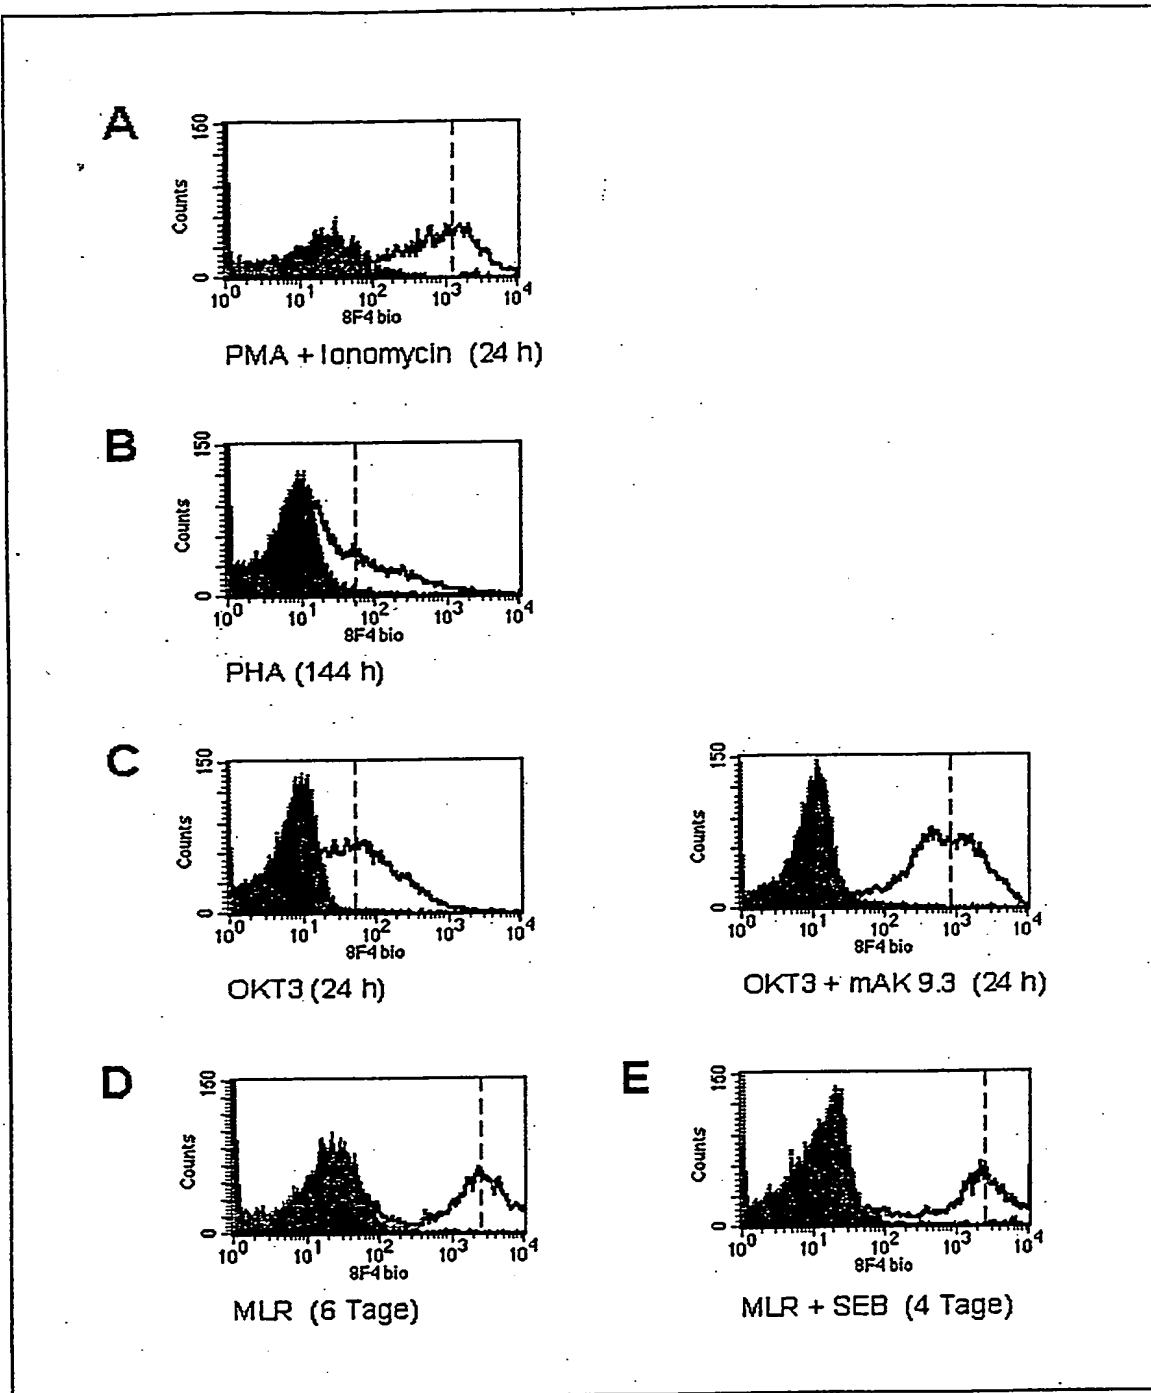 A
150
Counts
0
10^0 10^1 10^2 10^3 10^4
8F4 bio
PMA + Ionomycin (24 h)
B
150
Counts
0
10^0 10^1 10^2 10^3 10^4
8F4 bio
PHA (144 h)
C
150
Counts
0
10^0 10^1 10^2 10^3 10^4
8F4 bio
OKT3 (24 h)
150
Counts
0
10^0 10^1 10^2 10^3 10^4
8F4 bio
OKT3 + mAK 9.3 (24 h)
D
150
Counts
0
10^0 10^1 10^2 10^3 10^4
8F4 bio
MLR (6 Tage)
E
150
Counts
0
10^0 10^1 10^2 10^3 10^4
8F4 bio
MLR + SEB (4 Tage)